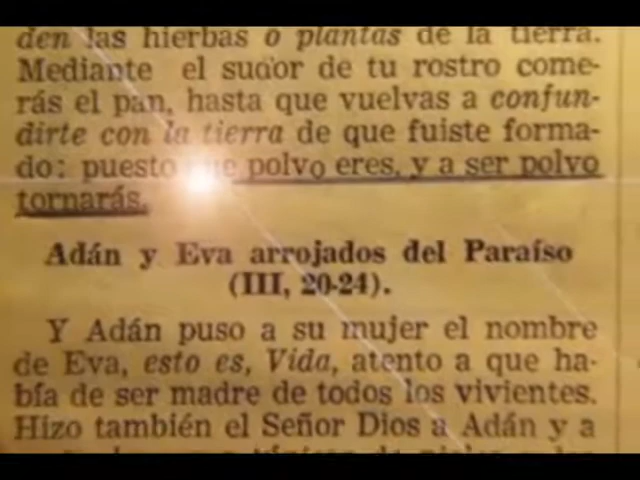 den las hierbas o plantas de la tierra.
Mediante el sudor de tu rostro come-
rás el pan, hasta que vuelvas a confun-
dirte con la tierra de que fuiste forma-
do: puesto que polvo eres, y a ser polvo
tornarás.
Adán y Eva arrojados del Paraíso
(III, 20-24).
Y Adán puso a su mujer el nombre
de Eva, esto es, Vida, atento a que ha-
bía de ser madre de todos los vivientes.
Hizo también el Señor Dios a Adán y a